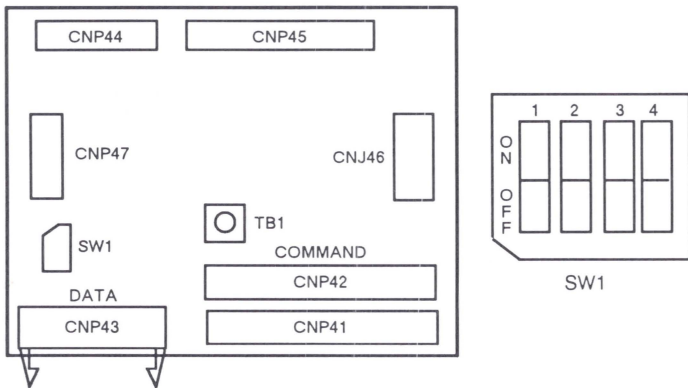 CNP44
CNP45
CNP47
CNJ46
TB1
SW1
COMMAND
CNP42
DATA
CNP43
CNP41
1 2 3 4
ON
OFF
SW1